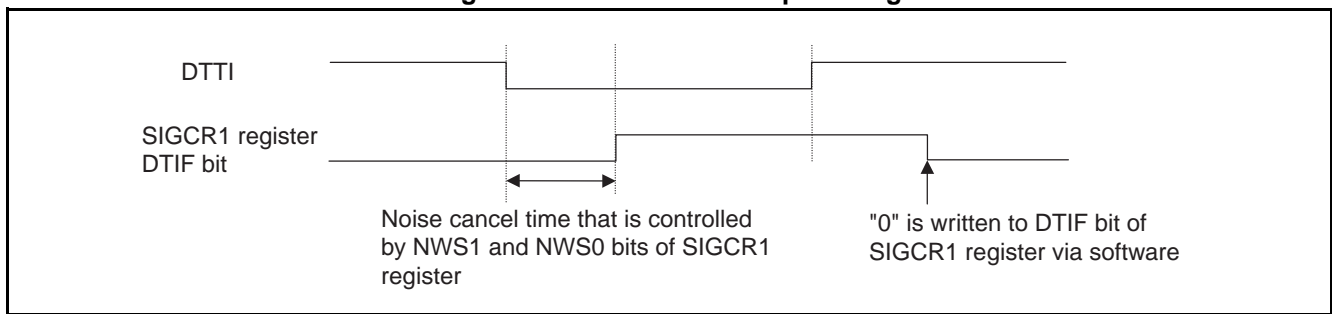 DTTI
SIGCR1 register
DTIF bit
Noise cancel time that is controlled
by NWS1 and NWS0 bits of SIGCR1
register
"0" is written to DTIF bit of
SIGCR1 register via software